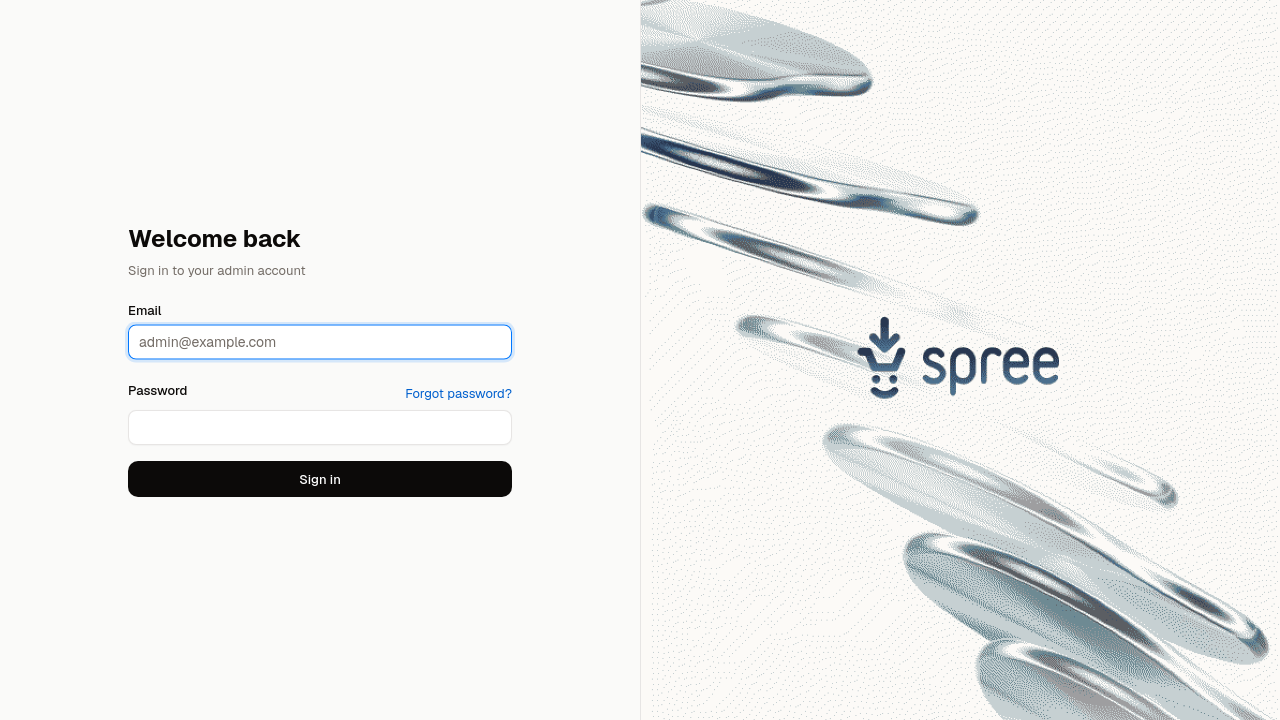 Welcome back
Sign in to your admin account
Email
admin@example.com
Password
Forgot password?
Sign in
spree